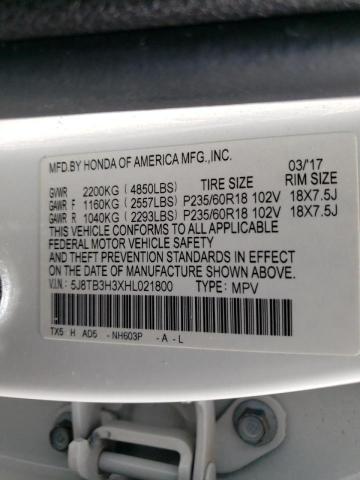 MFD.BY HONDA OF AMERICA MFG.,INC. 03/17
GVWR 2200KG (4850LBS) TIRE SIZE RIM SIZE
GAWR F 1160KG (2557LBS) P235/60R18 102V 18X7.5J
GAWR R 1040KG (2293LBS) P235/60R18 102V 18X7.5J
THIS VEHICLE CONFORMS TO ALL APPLICABLE
FEDERAL MOTOR VEHICLE SAFETY AND
THEFT PREVENTION STANDARDS IN EFFECT
ON THE DATE OF MANUFACTURE SHOWN ABOVE.
V.I.N.: 5J8TB3H3XHL021800 TYPE: MPV
TX5 H AD5 - NH603P - A - L